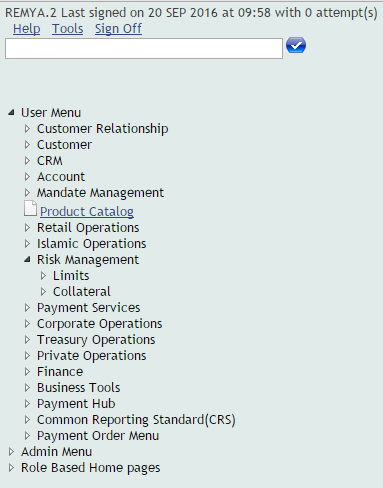 REMYA.2 Last signed on 20 SEP 2016 at 09:58 with 0 attempt(s)
Help Tools Sign Off
User Menu
Customer Relationship
Customer
CRM
Account
Mandate Management
Product Catalog
Retail Operations
Islamic Operations
Risk Management
Limits
Collateral
Payment Services
Corporate Operations
Treasury Operations
Private Operations
Finance
Business Tools
Payment Hub
Common Reporting Standard(CRS)
Payment Order Menu
Admin Menu
Role Based Home pages